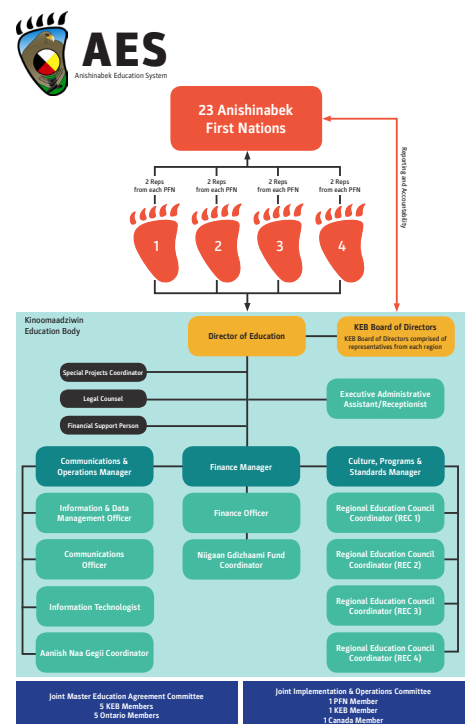 AES
Anishinabek Education System
23 Anishinabek
First Nations
Reporting and Accountability
2 Reps
from each PFN
2 Reps
from each PFN
2 Reps
from each PFN
2 Reps
from each PFN
1
2
3
4
Kinoomaadziwin
Education Body
Director of Education
KEB Board of Directors
KEB Board of Directors comprised of
representatives from each region
Special Projects Coordinator
Legal Counsel
Financial Support Person
Executive Administrative
Assistant/Receptionist
Communications &
Operations Manager
Finance Manager
Culture, Programs &
Standards Manager
Information & Data
Management Officer
Finance Officer
Regional Education Council
Coordinator (REC 1)
Communications
Officer
Niigaan Gdizhaami Fund
Coordinator
Regional Education Council
Coordinator (REC 2)
Information Technologist
Regional Education Council
Coordinator (REC 3)
Aaniish Naa Gegii Coordinator
Regional Education Council
Coordinator (REC 4)
Joint Master Education Agreement Committee
5 KEB Members
5 Ontario Members
Joint Implementation & Operations Committee
1 PFN Member
1 KEB Member
1 Canada Member